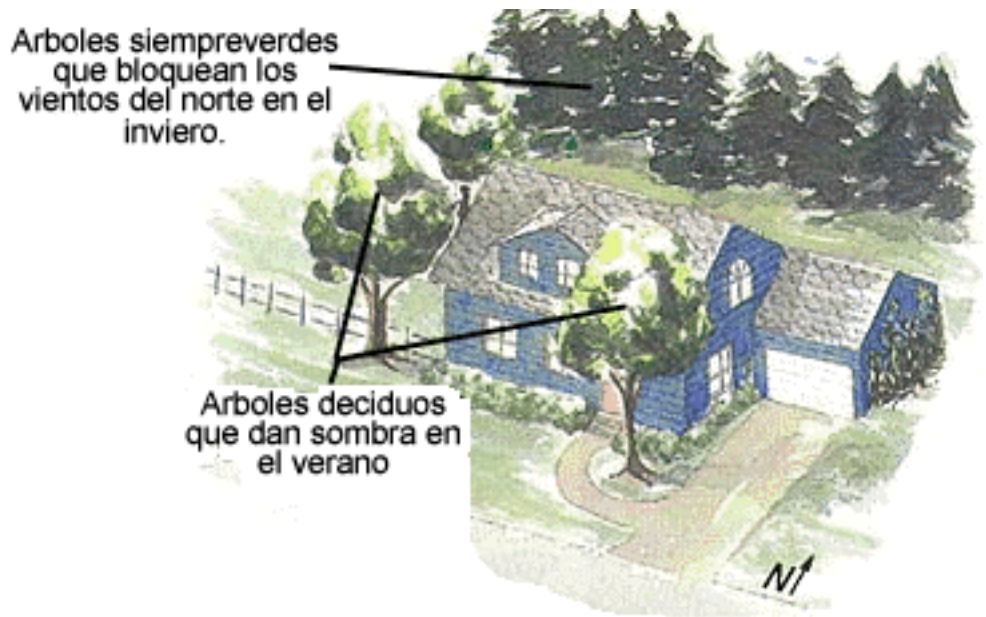 Arboles siempreverdes
que bloquean los
vientos del norte en el
inviero.
Arboles deciduos
que dan sombra en
el verano
N